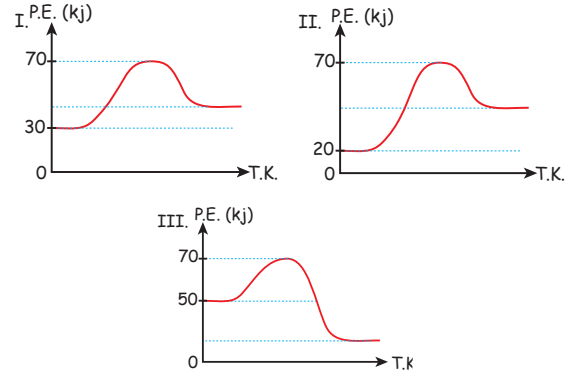 I. P.E. (kj)
70
30
0
T.K.
II. P.E. (kj)
70
20
0
T.K.
III. P.E. (kj)
70
50
0
T.K